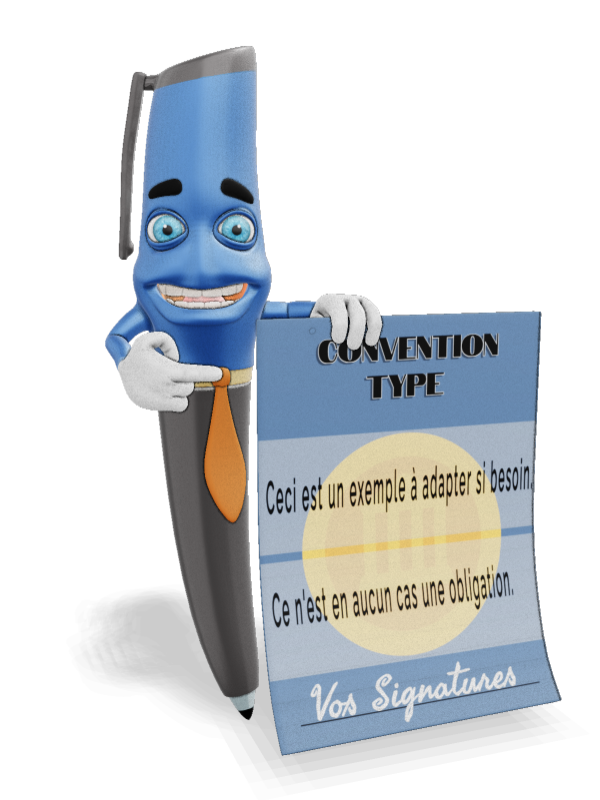 CONVENTION
TYPE
Ceci est un exemple à adapter si besoin.
Ce n'est en aucun cas une obligation.
Vos Signatures